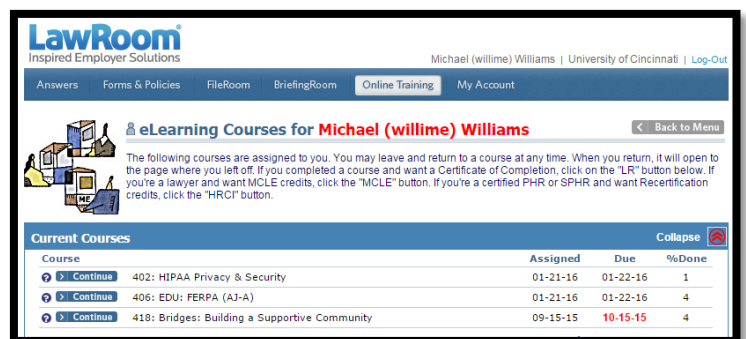 LawRoom
Inspired Employer Solutions
Michael (willime) Williams | University of Cincinnati | Log-Out
Answers Forms & Policies FileRoom BriefingRoom Online Training My Account
eLearning Courses for Michael (willime) Williams
< Back to Menu
The following courses are assigned to you. You may leave and return to a course at any time. When you return, it will open to
the page where you left off. If you completed a course and want a Certificate of Completion, click on the "LR" button below. If
you're a lawyer and want MCLE credits, click the "MCLE" button. If you're a certified PHR or SPHR and want Recertification
credits, click the "HRCI" button.
ME
Current Courses Collapse
Course Assigned Due %Done
? > Continue 402: HIPAA Privacy & Security 01-21-16 01-22-16 1
? > Continue 406: EDU: FERPA (AJ-A) 01-21-16 01-22-16 4
? > Continue 418: Bridges: Building a Supportive Community 09-15-15 10-15-15 4